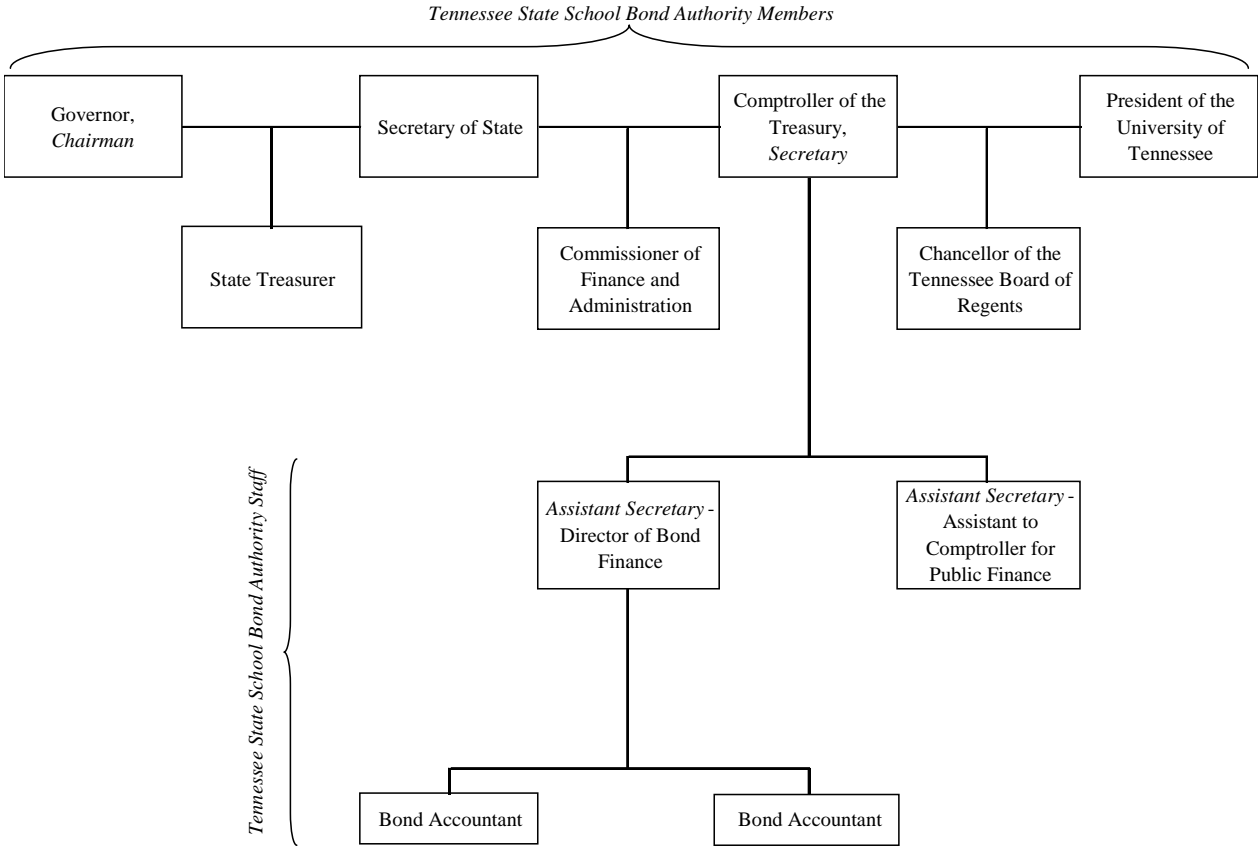 Tennessee State School Bond Authority Members
Governor,
Chairman
Secretary of State
Comptroller of the
Treasury,
Secretary
President of the
University of
Tennessee
State Treasurer
Commissioner of
Finance and
Administration
Chancellor of the
Tennessee Board of
Regents
Tennessee State School Bond Authority Staff
Assistant Secretary -
Director of Bond
Finance
Assistant Secretary -
Assistant to
Comptroller for
Public Finance
Bond Accountant
Bond Accountant